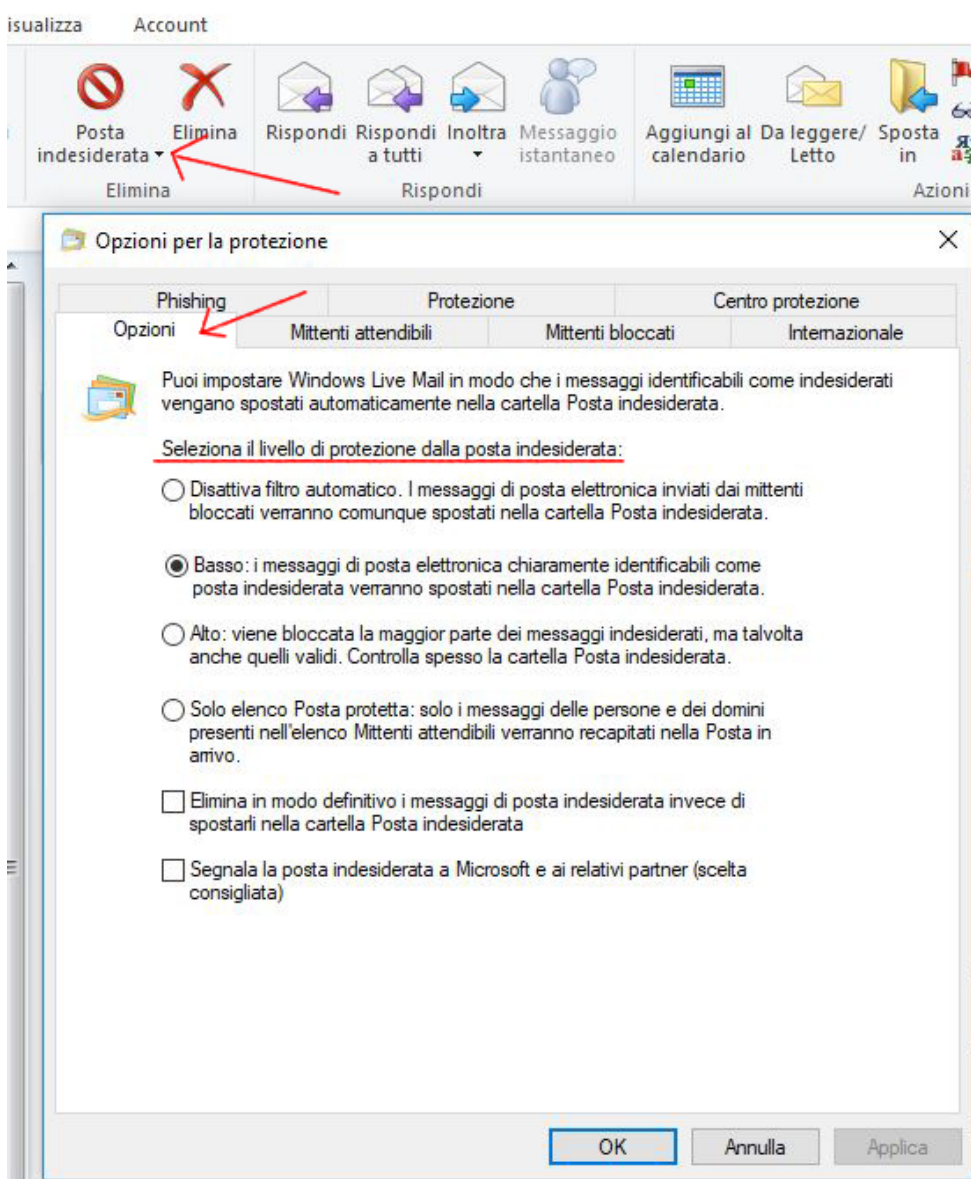 isualizza Account
Posta indesiderata
Elimina
Rispondi
Rispondi a tutti
Inoltra
Messaggio istantaneo
Aggiungi al calendario
Da leggere/ Letto
Sposta in
Elimina Rispondi Azioni
Opzioni per la protezione
Phishing Protezione Centro protezione
Opzioni Mittenti attendibili Mittenti bloccati Internazionale
Puoi impostare Windows Live Mail in modo che i messaggi identificabili come indesiderati
vengano spostati automaticamente nella cartella Posta indesiderata.
Seleziona il livello di protezione dalla posta indesiderata:
Disattiva filtro automatico. I messaggi di posta elettronica inviati dai mittenti
bloccati verranno comunque spostati nella cartella Posta indesiderata.
Basso: i messaggi di posta elettronica chiaramente identificabili come
posta indesiderata verranno spostati nella cartella Posta indesiderata.
Alto: viene bloccata la maggior parte dei messaggi indesiderati, ma talvolta
anche quelli validi. Controlla spesso la cartella Posta indesiderata.
Solo elenco Posta protetta: solo i messaggi delle persone e dei domini
presenti nell'elenco Mittenti attendibili verranno recapitati nella Posta in
arrivo.
Elimina in modo definitivo i messaggi di posta indesiderata invece di
spostarli nella cartella Posta indesiderata
Segnala la posta indesiderata a Microsoft e ai relativi partner (scelta
consigliata)
OK Annulla Applica